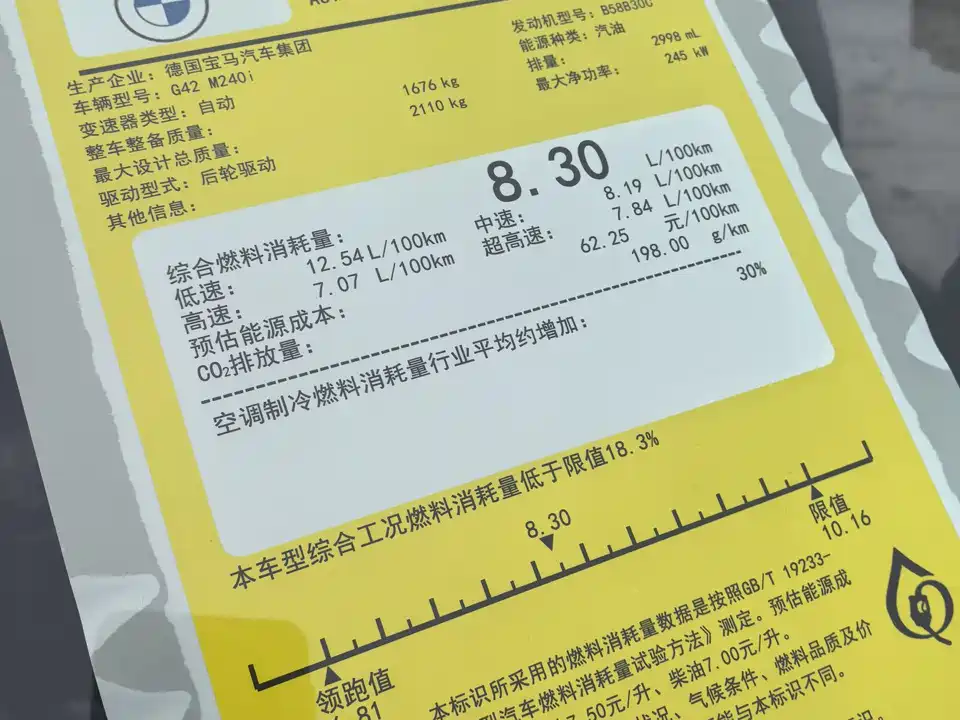 发动机型号: B58B30C
生产企业: 德国宝马汽车集团
能源种类: 汽油
车辆型号: G42 M240i
排量: 2998 mL
变速器类型: 自动
最大净功率: 245 kW
整车整备质量: 1676 kg
最大设计总质量: 2110 kg
驱动型式: 后轮驱动
其他信息:
综合燃料消耗量: 8.30 L/100km
低速: 12.54 L/100km 中速: 8.19 L/100km
高速: 7.07 L/100km 超高速: 7.84 L/100km
预估能源成本: 62.25 元/100km
CO₂排放量: 198.00 g/km
空调制冷燃料消耗量行业平均约增加: 30%
本车型综合工况燃料消耗量低于限值18.3%
8.30
限值
10.16
领跑值
本标识所采用的燃料消耗量数据是按照GB/T 19233-
型汽车燃料消耗量试验方法》测定。预估能源成
.50元/升、柴油7.00元/升。
状况、气候条件、燃料品质及价
能与本标识不同。